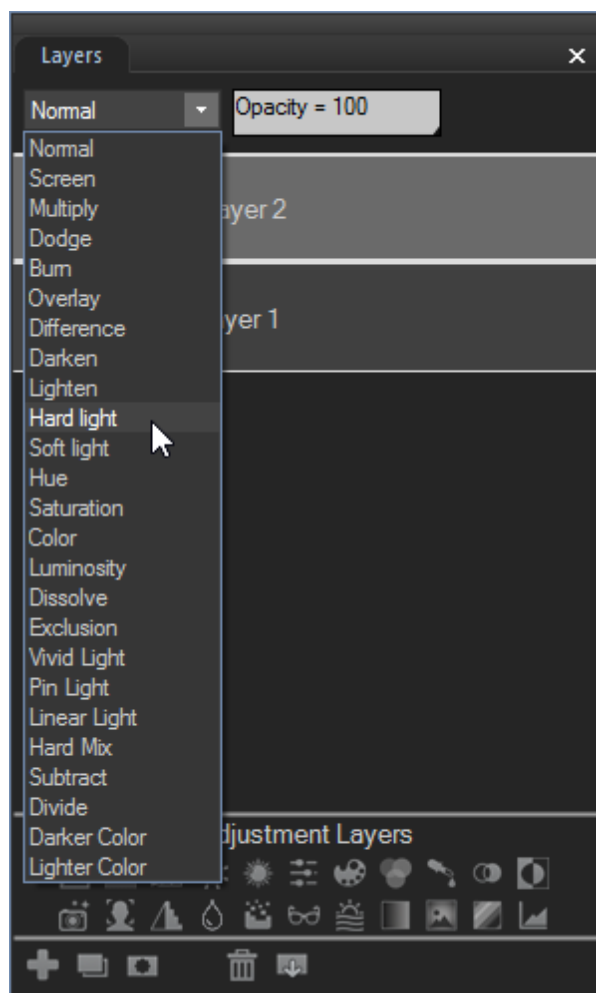 Layers
Normal
Opacity = 100
Normal
Screen
Multiply
ayer 2
Dodge
Burn
Overlay
Difference
yer 1
Darken
Lighten
Hard light
Soft light
Hue
Saturation
Color
Luminosity
Dissolve
Exclusion
Vivid Light
Pin Light
Linear Light
Hard Mix
Subtract
Divide
Darker Color
djustment Layers
Lighter Color